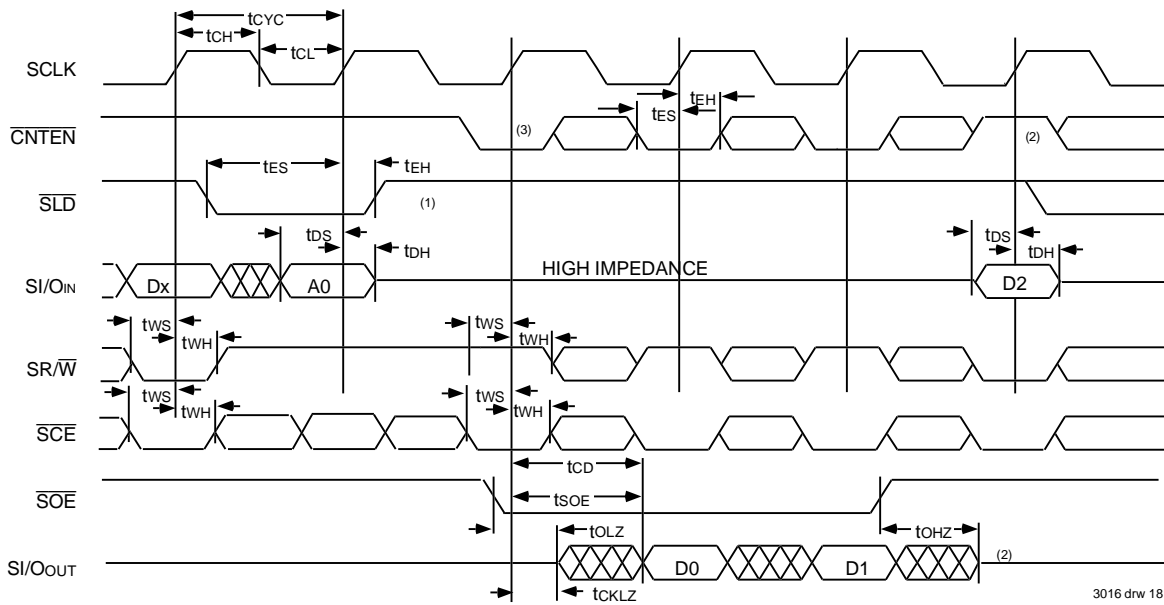 tCYC
tCH
tCL
SCLK
tES
tEH
CNTEN
(3)
(2)
tES
tEH
SLD
(1)
tDS
tDH
tDS
tDH
HIGH IMPEDANCE
SI/OIN
Dx
A0
D2
tWS
tWH
tWS
tWH
SR/W
tWS
tWH
tWS
tWH
SCE
tCD
SOE
tSOE
tOLZ
tOHZ
SI/OOUT
D0
D1
(2)
tCKLZ
3016 drw 18